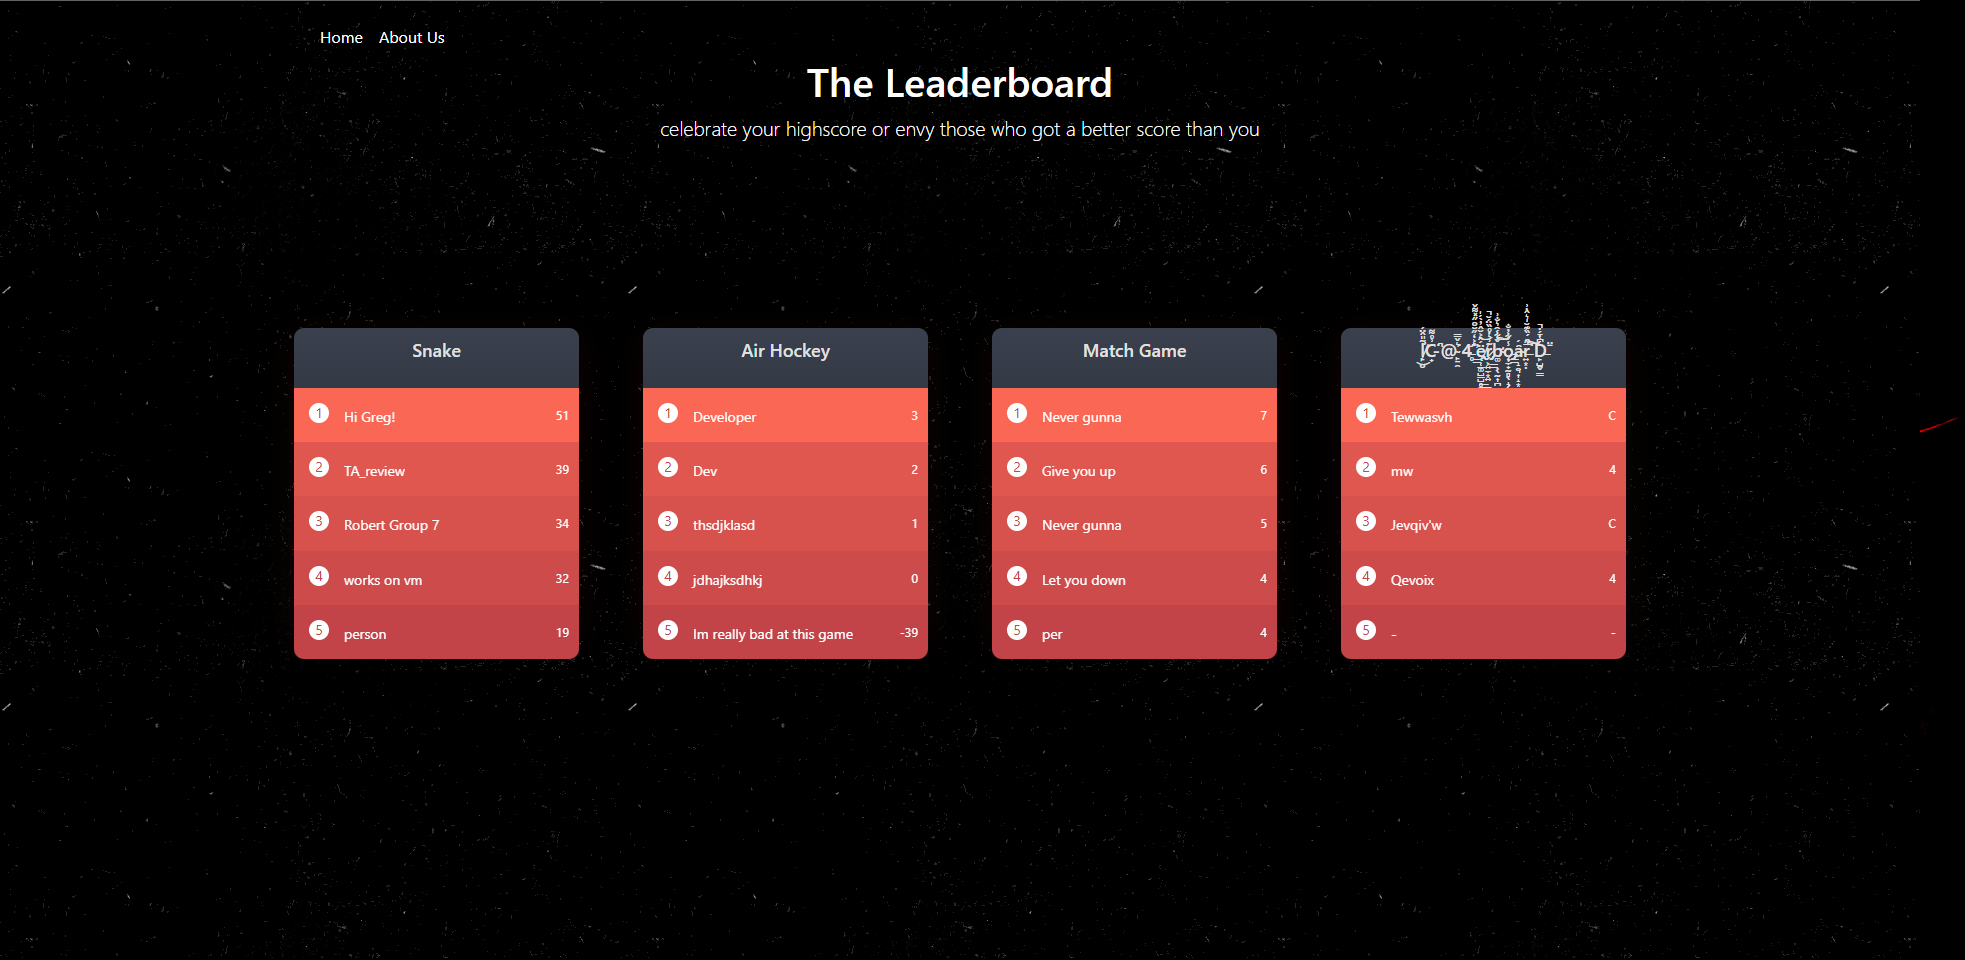 Home About Us
The Leaderboard
celebrate your highscore or envy those who got a better score than you
Snake
1 Hi Greg! 51
2 TA_review 39
3 Robert Group 7 34
4 works on vm 32
5 person 19
Air Hockey
1 Developer 3
2 Dev 2
3 thsdjklasd 1
4 jdhajksdhkj 0
5 Im really bad at this game -39
Match Game
1 Never gunna 7
2 Give you up 6
3 Never gunna 5
4 Let you down 4
5 per 4
1 Tewwasvh C
2 mw 4
3 Jevqiv'w C
4 Qevoix 4
5 - -